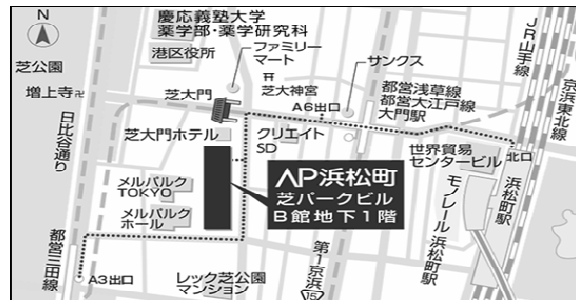 N
慶応義塾大学
薬学部・薬学研究科
港区役所
ファミリー
マート
サンクス
JR山手線
京浜東北線
芝公園
芝大神宮
増上寺卍
芝大門
A6出口
都営浅草線
都営大江戸線
大門駅
日比谷通り
芝大門ホテル
クリエイト
SD
世界貿易
センタービル
北口
AP浜松町
芝パークビル
B館地下1階
メルパルク
TOKYO
メルパルク
ホール
モノレール浜松町駅
浜松町駅
都営三田線
第1京浜
15
A3出口
レック芝公園
マンション